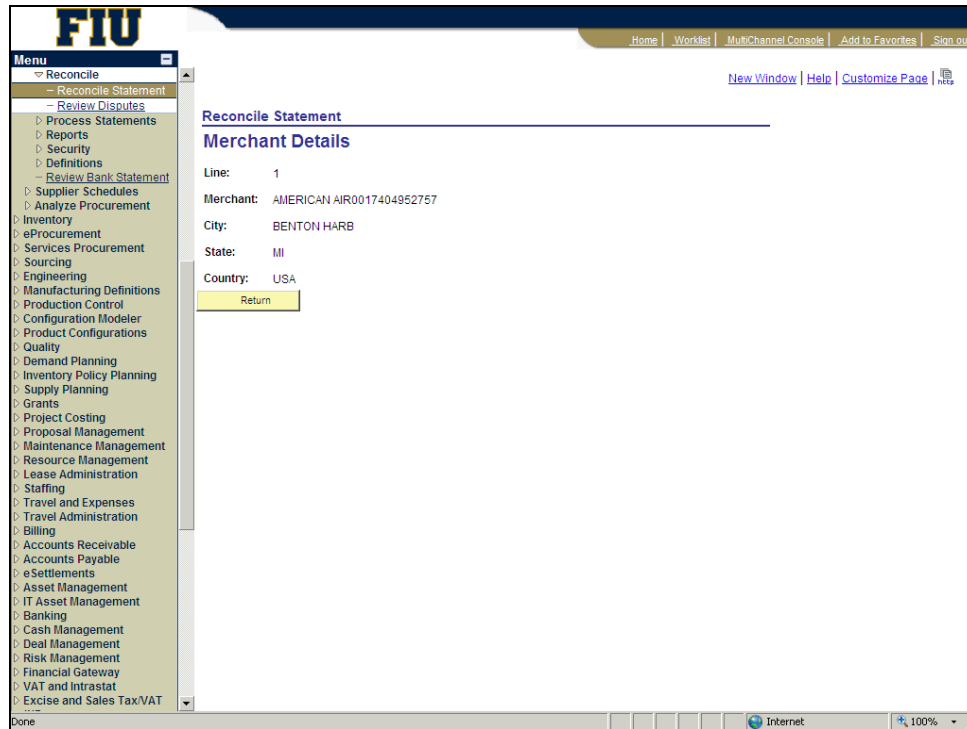 FIU
Home | Worklist | MultiChannel Console | Add to Favorites | Sign ou
Menu
Reconcile
– Reconcile Statement
– Review Disputes
Process Statements
Reports
Security
Definitions
– Review Bank Statement
Supplier Schedules
Analyze Procurement
Inventory
eProcurement
Services Procurement
Sourcing
Engineering
Manufacturing Definitions
Production Control
Configuration Modeler
Product Configurations
Quality
Demand Planning
Inventory Policy Planning
Supply Planning
Grants
Project Costing
Proposal Management
Maintenance Management
Resource Management
Lease Administration
Staffing
Travel and Expenses
Travel Administration
Billing
Accounts Receivable
Accounts Payable
eSettlements
Asset Management
IT Asset Management
Banking
Cash Management
Deal Management
Risk Management
Financial Gateway
VAT and Intrastat
Excise and Sales Tax/VAT
New Window | Help | Customize Page | http
Reconcile Statement
Merchant Details
Line: 1
Merchant: AMERICAN AIR0017404952757
City: BENTON HARB
State: MI
Country: USA
Return
Done Internet 100%